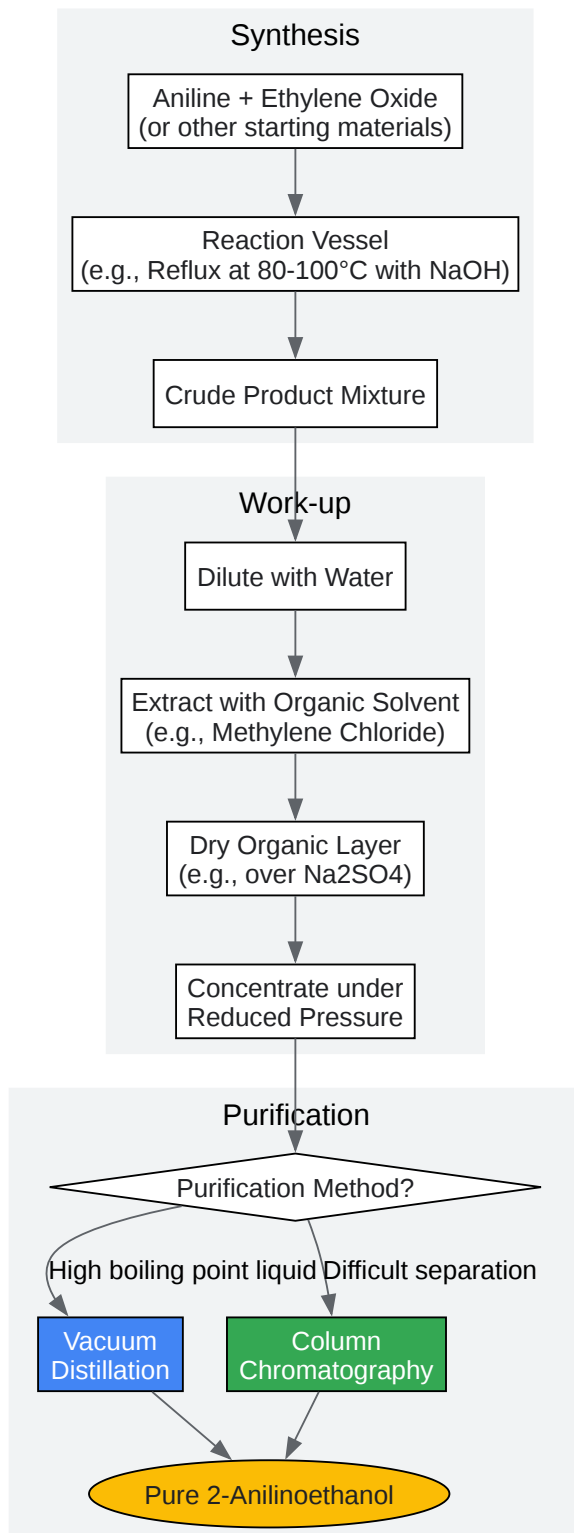 Synthesis
Aniline + Ethylene Oxide
(or other starting materials)
Reaction Vessel
(e.g., Reflux at 80-100°C with NaOH)
Crude Product Mixture
Work-up
Dilute with Water
Extract with Organic Solvent
(e.g., Methylene Chloride)
Dry Organic Layer
(e.g., over Na2SO4)
Concentrate under
Reduced Pressure
Purification
Purification Method?
High boiling point liquid
Difficult separation
Vacuum
Distillation
Column
Chromatography
Pure 2-Anilinoethanol